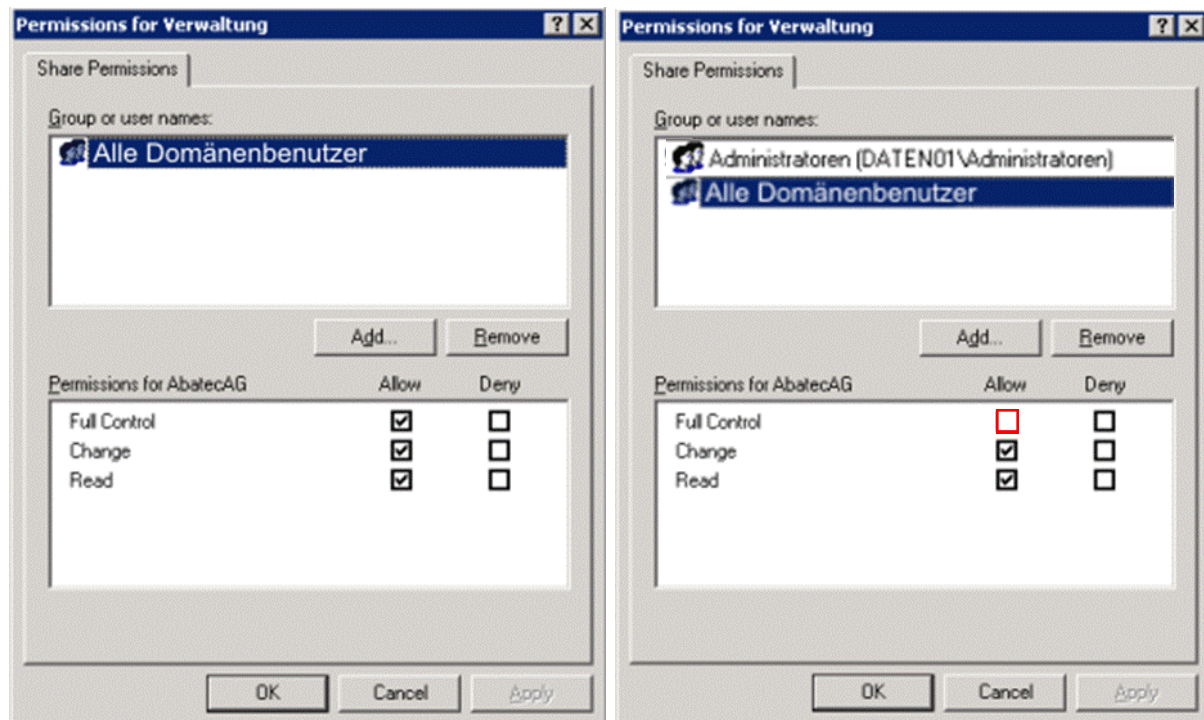 Permissions for Verwaltung
Share Permissions
Group or user names:
Alle Domänenbenutzer
Add...
Remove
Permissions for AbatecAG
Allow
Deny
Full Control
Change
Read
OK
Cancel
Apply
Permissions for Verwaltung
Share Permissions
Group or user names:
Administratoren (DATEN01\Administratoren)
Alle Domänenbenutzer
Add...
Remove
Permissions for AbatecAG
Allow
Deny
Full Control
Change
Read
OK
Cancel
Apply